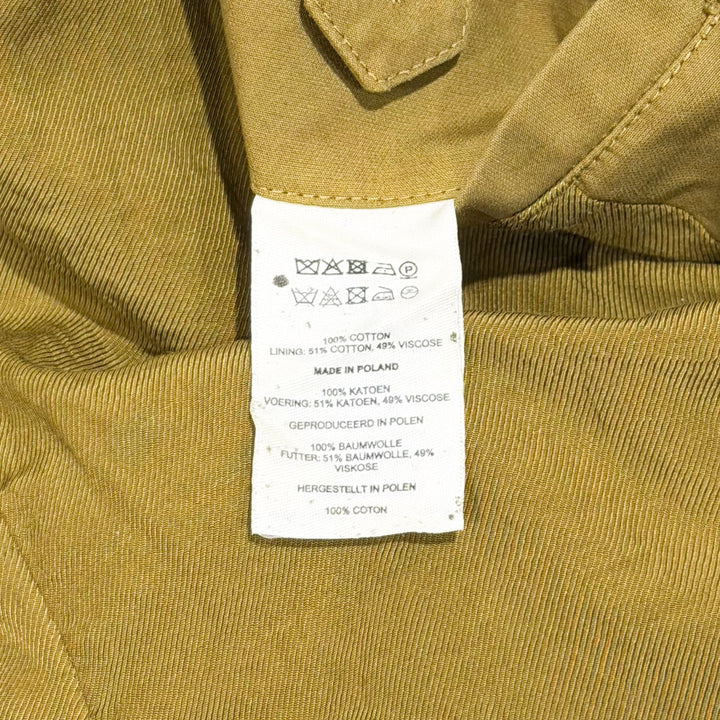 P
100% COTTON
LINING: 51% COTTON, 49% VISCOSE
MADE IN POLAND
100% KATOEN
VOERING: 51% KATOEN, 49% VISCOSE
GEPRODUCEERD IN POLEN
100% BAUMWOLLE
FUTTER: 51% BAUMWOLLE, 49%
VISKOSE
HERGESTELLT IN POLEN
100% COTON